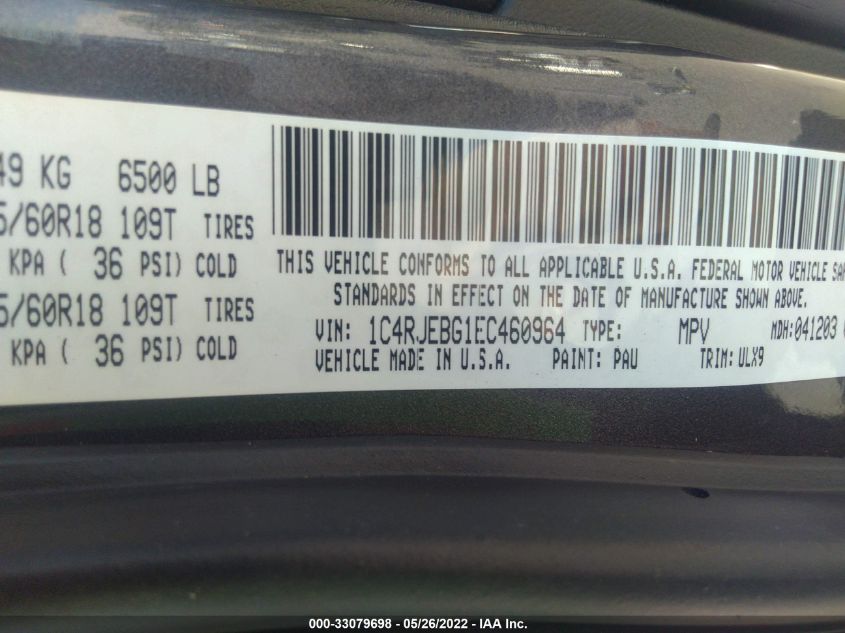 49 KG 6500 LB
5/60R18 109T TIRES
KPA ( 36 PSI) COLD
5/60R18 109T TIRES
KPA ( 36 PSI) COLD
THIS VEHICLE CONFORMS TO ALL APPLICABLE U.S.A. FEDERAL MOTOR VEHICLE SA
STANDARDS IN EFFECT ON THE DATE OF MANUFACTURE SHOWN ABOVE.
VIN: 1C4RJEBG1EC460964 TYPE: MPV MDH:041203
VEHICLE MADE IN U.S.A. PAINT: PAU TRIM: ULX9
000-33079698 - 05/26/2022 - IAA Inc.